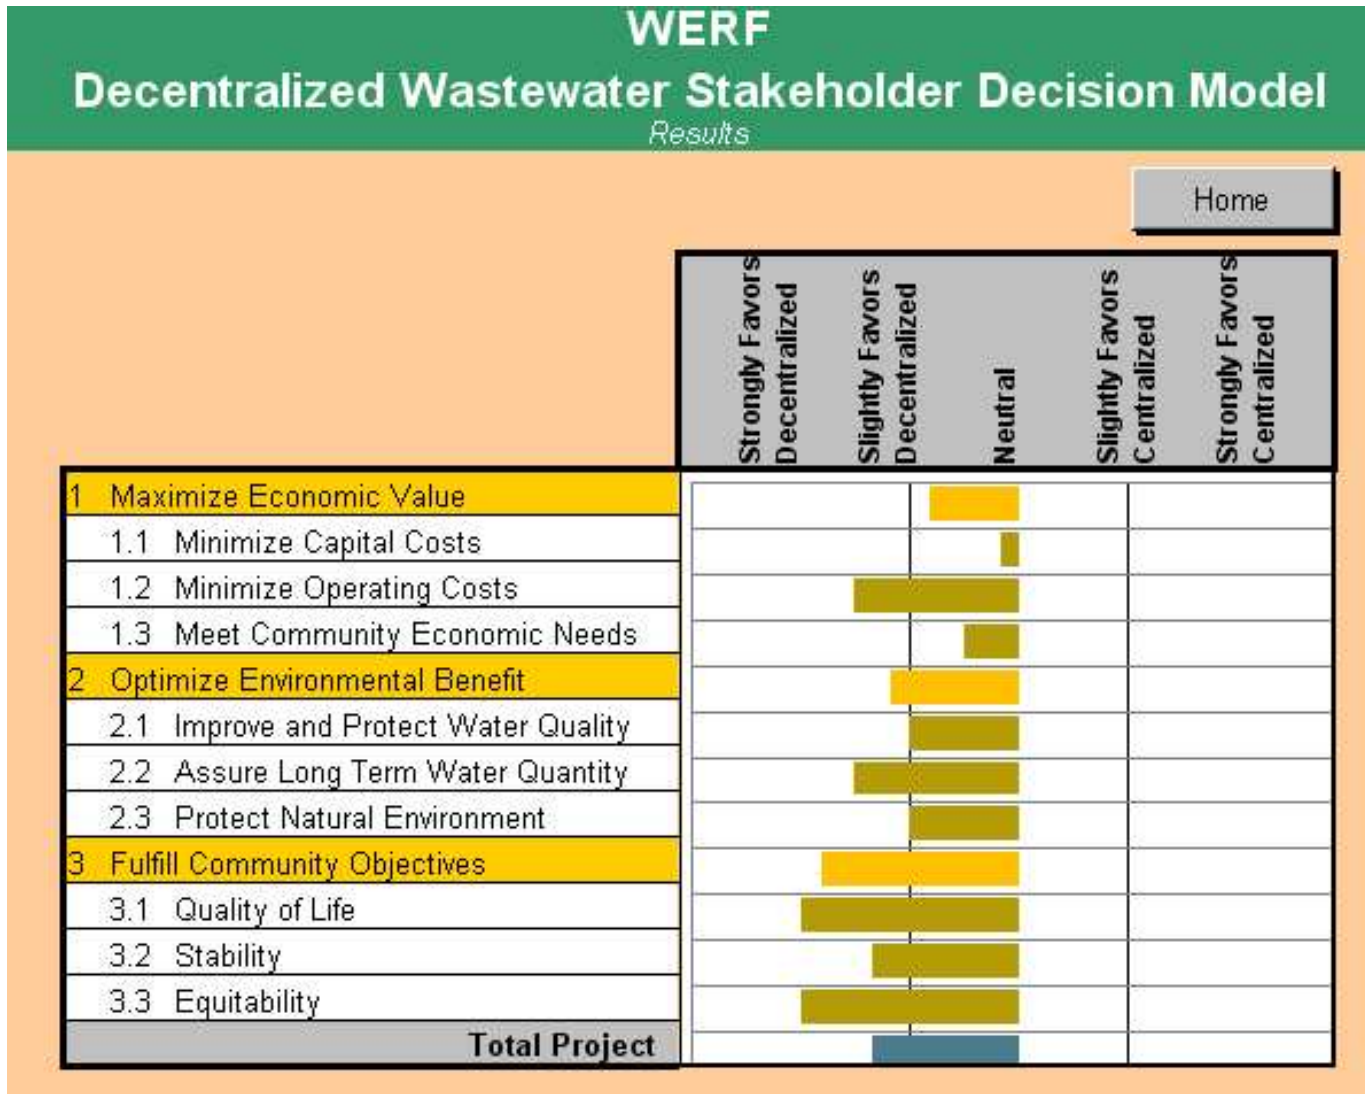 WERF
Decentralized Wastewater Stakeholder Decision Model
Results
Home
Strongly Favors
Decentralized
Slightly Favors
Decentralized
Neutral
Slightly Favors
Centralized
Strongly Favors
Centralized
1 Maximize Economic Value
1.1 Minimize Capital Costs
1.2 Minimize Operating Costs
1.3 Meet Community Economic Needs
2 Optimize Environmental Benefit
2.1 Improve and Protect Water Quality
2.2 Assure Long Term Water Quantity
2.3 Protect Natural Environment
3 Fulfill Community Objectives
3.1 Quality of Life
3.2 Stability
3.3 Equitability
Total Project